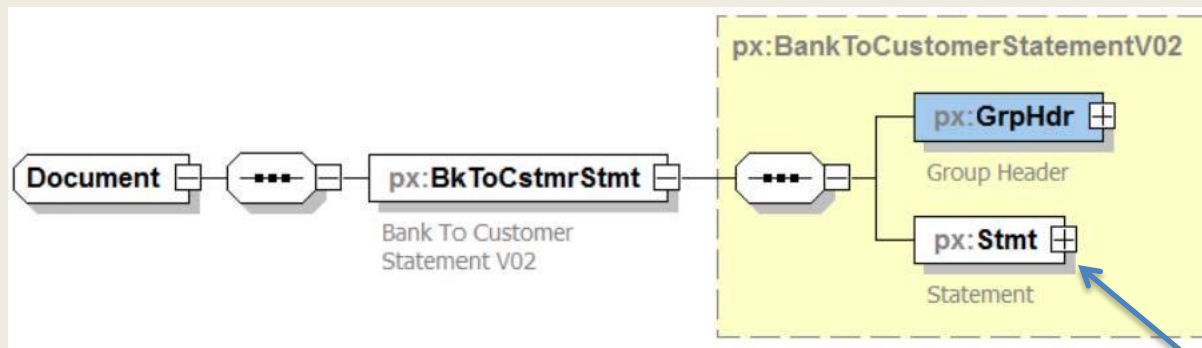 px:BankToCustomerStatementV02
px:GrpHdr
Group Header
Document
px:BkToCstmrStmt
Bank To Customer
Statement V02
px:Stmt
Statement